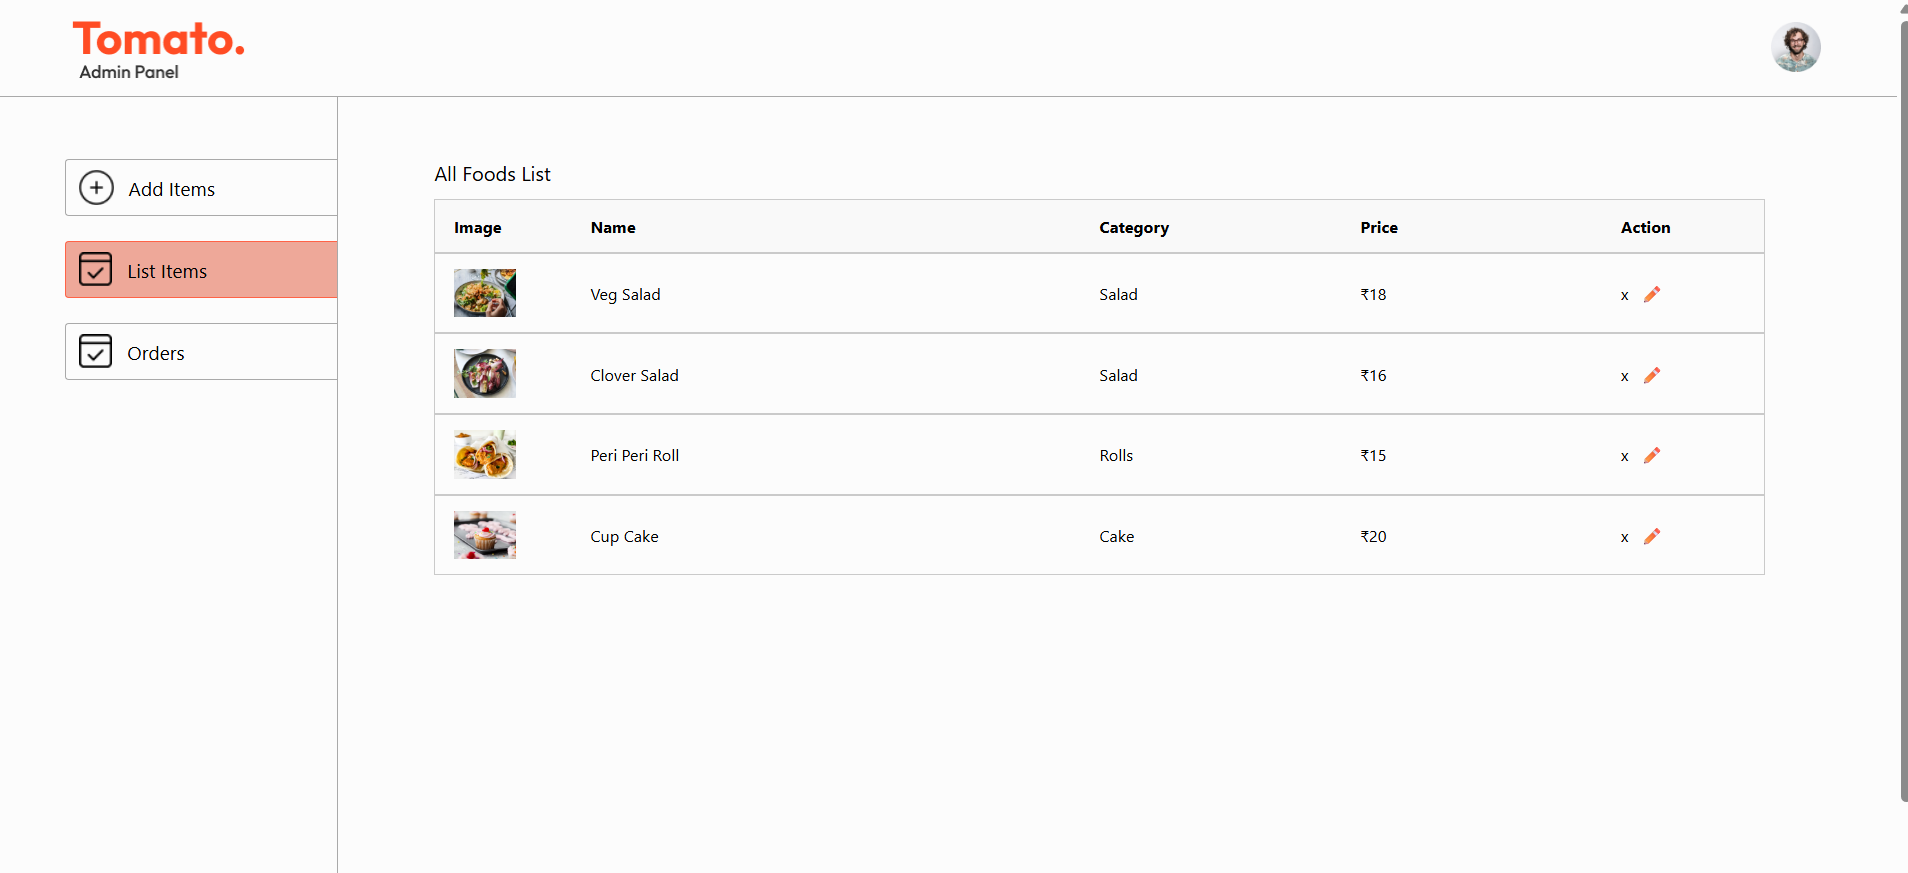 Tomato.
Admin Panel
Add Items
List Items
Orders
All Foods List
Image Name Category Price Action
Veg Salad Salad ₹18 x
Clover Salad Salad ₹16 x
Peri Peri Roll Rolls ₹15 x
Cup Cake Cake ₹20 x